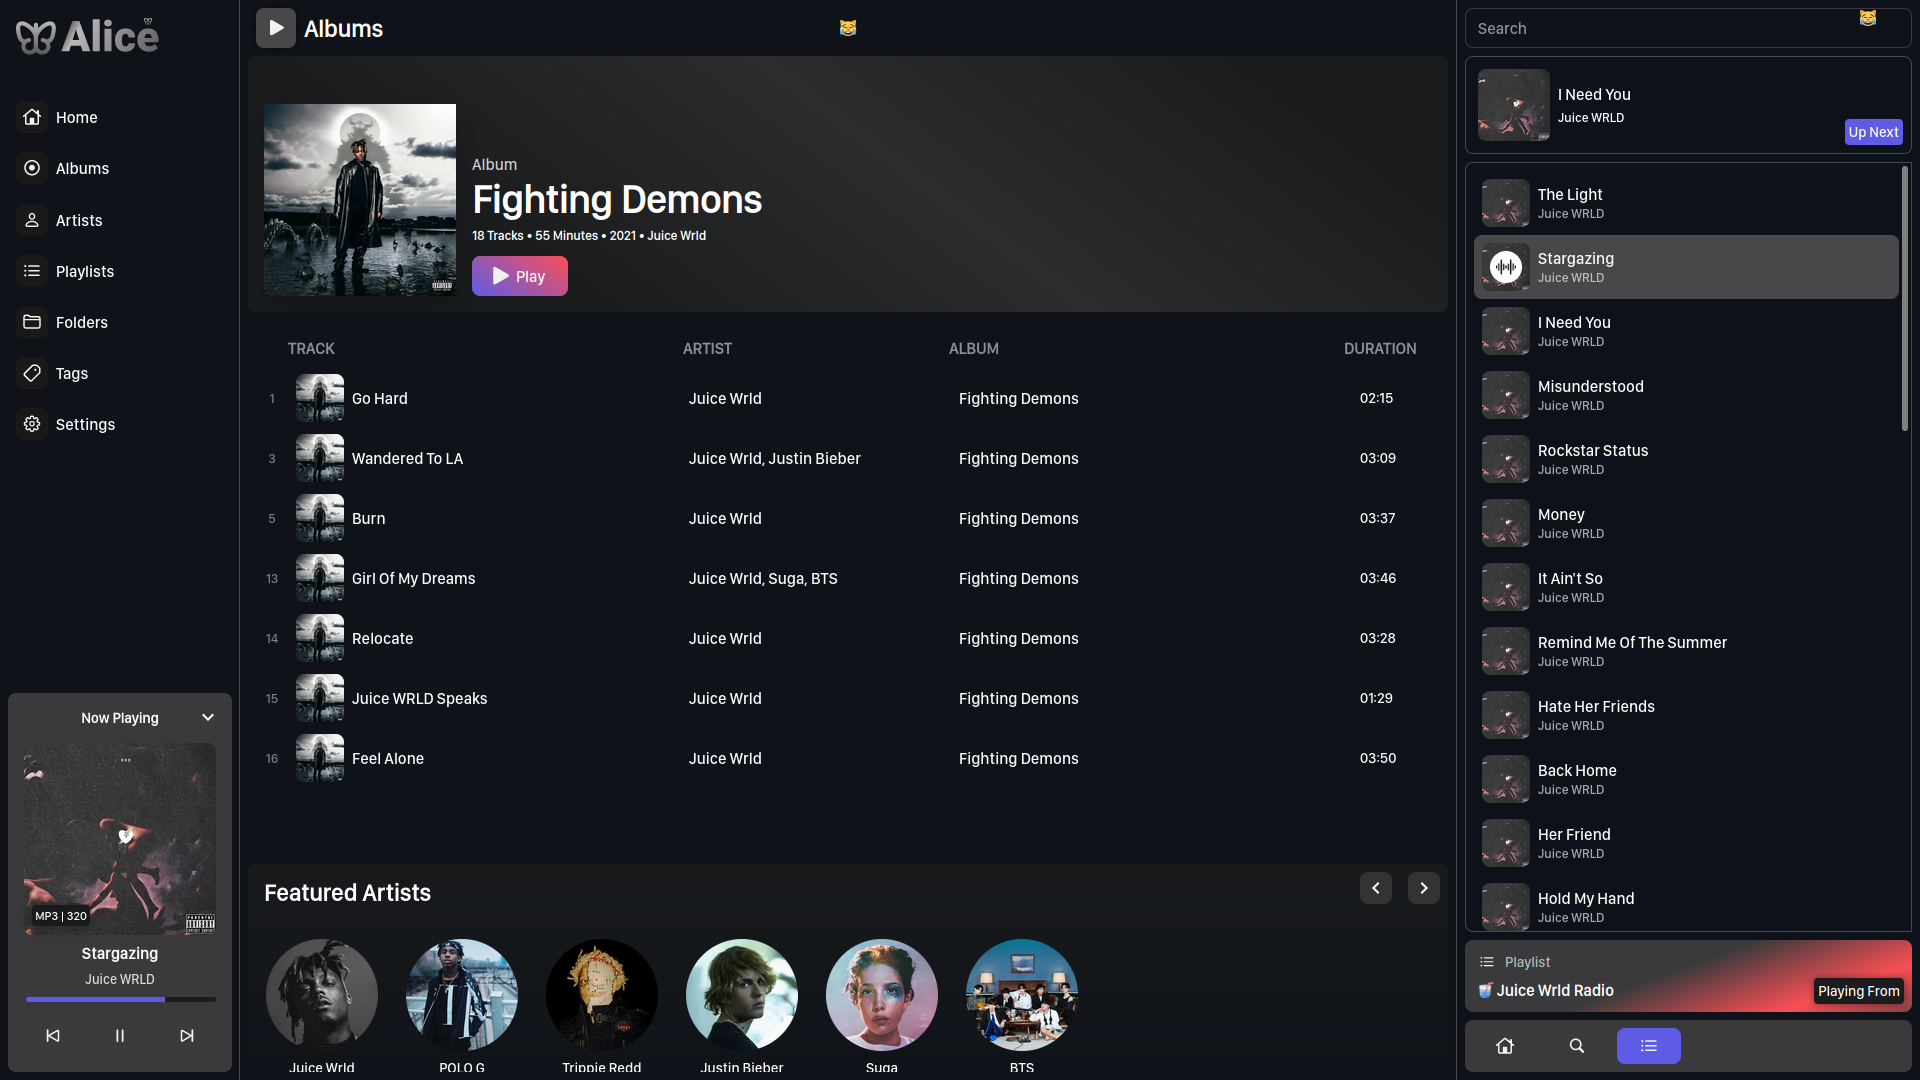 Alice
Home
Albums
Artists
Playlists
Folders
Tags
Settings
Now Playing
MP3 | 320
Stargazing
Juice WRLD
Albums
Album
Fighting Demons
18 Tracks • 55 Minutes • 2021 • Juice Wrld
Play
TRACK ARTIST ALBUM DURATION
1 Go Hard Juice Wrld Fighting Demons 02:15
3 Wandered To LA Juice Wrld, Justin Bieber Fighting Demons 03:09
5 Burn Juice Wrld Fighting Demons 03:37
13 Girl Of My Dreams Juice Wrld, Suga, BTS Fighting Demons 03:46
14 Relocate Juice Wrld Fighting Demons 03:28
15 Juice WRLD Speaks Juice Wrld Fighting Demons 01:29
16 Feel Alone Juice Wrld Fighting Demons 03:50
Featured Artists
Juice Wrld POLO G Trippie Redd Justin Bieber Suga BTS
Search
I Need You
Juice WRLD
Up Next
The Light
Juice WRLD
Stargazing
Juice WRLD
I Need You
Juice WRLD
Misunderstood
Juice WRLD
Rockstar Status
Juice WRLD
Money
Juice WRLD
It Ain't So
Juice WRLD
Remind Me Of The Summer
Juice WRLD
Hate Her Friends
Juice WRLD
Back Home
Juice WRLD
Her Friend
Juice WRLD
Hold My Hand
Juice WRLD
Playlist
Juice Wrld Radio
Playing From